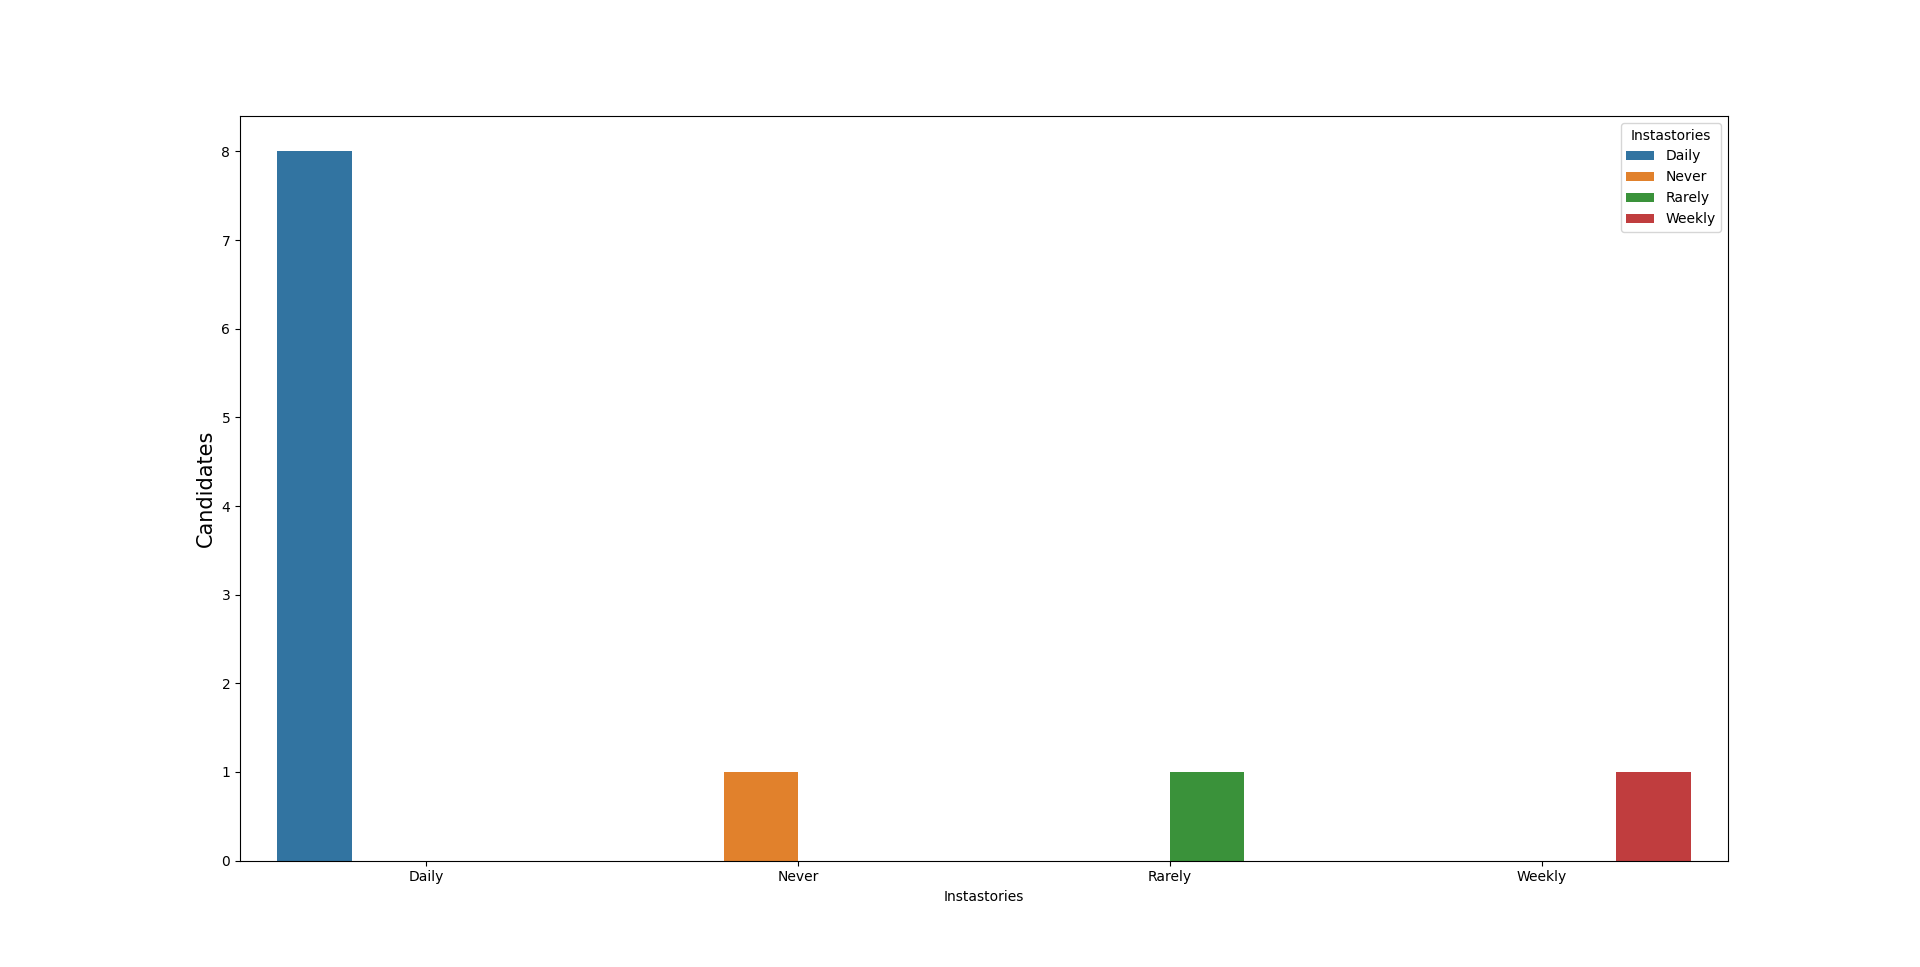 Instastories
Daily
Never
Rarely
Weekly
8
7
6
5
4
3
2
1
0
Candidates
Daily Never Rarely Weekly
Instastories